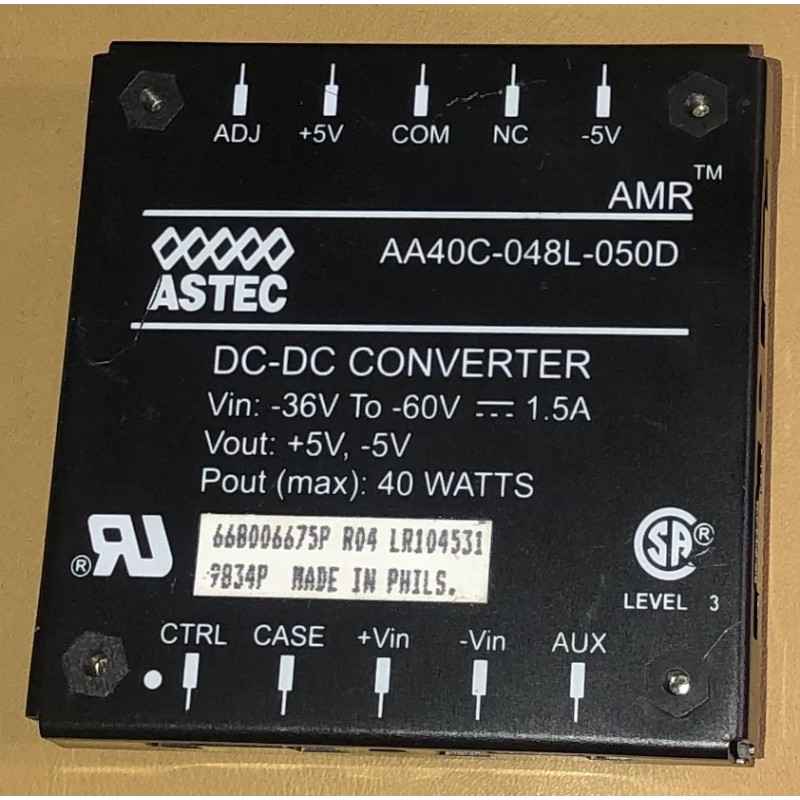 ADJ +5V COM NC -5V
AMR™
ASTEC
AA40C-048L-050D
DC-DC CONVERTER
Vin: -36V To -60V ⎓ 1.5A
Vout: +5V, -5V
Pout (max): 40 WATTS
668006675P R04 LR104531
9834P MADE IN PHILS.
RU®
SA®
LEVEL 3
CTRL CASE +Vin -Vin AUX